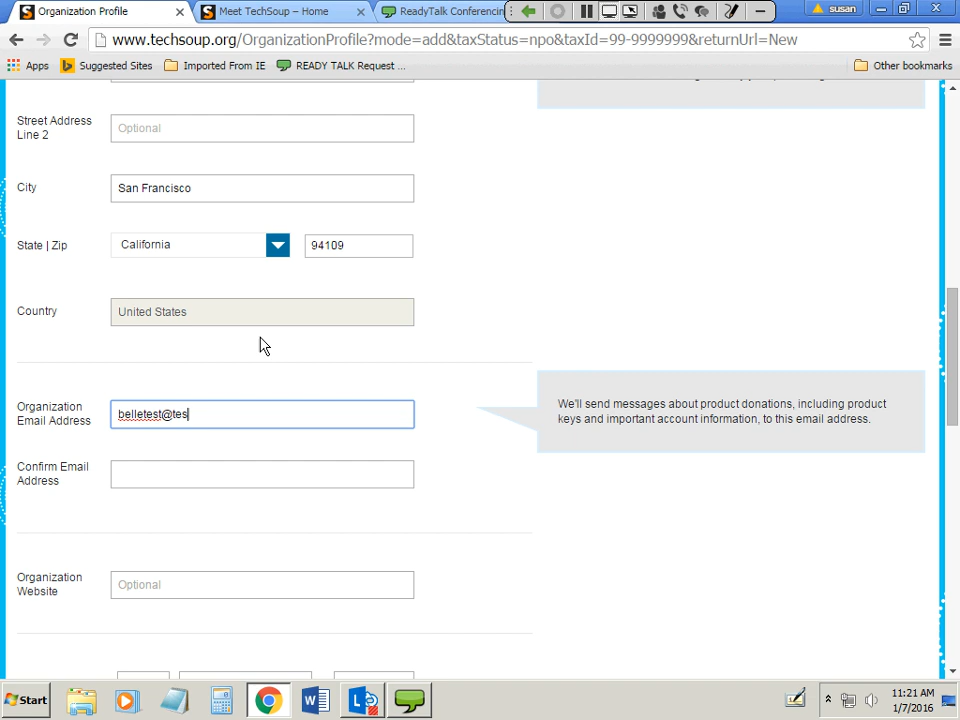 Organization Profile
Meet TechSoup – Home
ReadyTalk Conferencin
susan
www.techsoup.org/OrganizationProfile?mode=add&taxStatus=npo&taxId=99-9999999&returnUrl=New
Apps
Suggested Sites
Imported From IE
READY TALK Request ...
Other bookmarks
Street Address
Line 2
Optional
City
San Francisco
State | Zip
California
94109
Country
United States
Organization
Email Address
belletest@tes
We'll send messages about product donations, including product
keys and important account information, to this email address.
Confirm Email
Address
Organization
Website
Optional
Start
11:21 AM
1/7/2016